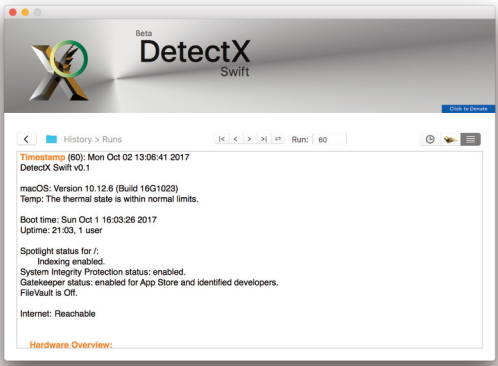 Beta
DetectX
Swift
Click to Donate
History > Runs
Run: 60
Timestamp (60): Mon Oct 02 13:06:41 2017
DetectX Swift v0.1
macOS: Version 10.12.6 (Build 16G1023)
Temp: The thermal state is within normal limits.
Boot time: Sun Oct 1 16:03:26 2017
Uptime: 21:03, 1 user
Spotlight status for /:
Indexing enabled.
System Integrity Protection status: enabled.
Gatekeeper status: enabled for App Store and identified developers.
FileVault is Off.
Internet: Reachable
Hardware Overview: